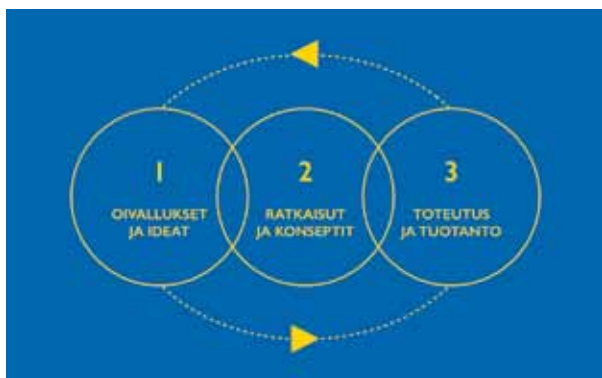 1
OIVALLUKSET
JA IDEAT
2
RATKAISUT
JA KONSEPTIT
3
TOTEUTUS
JA TUOTANTO